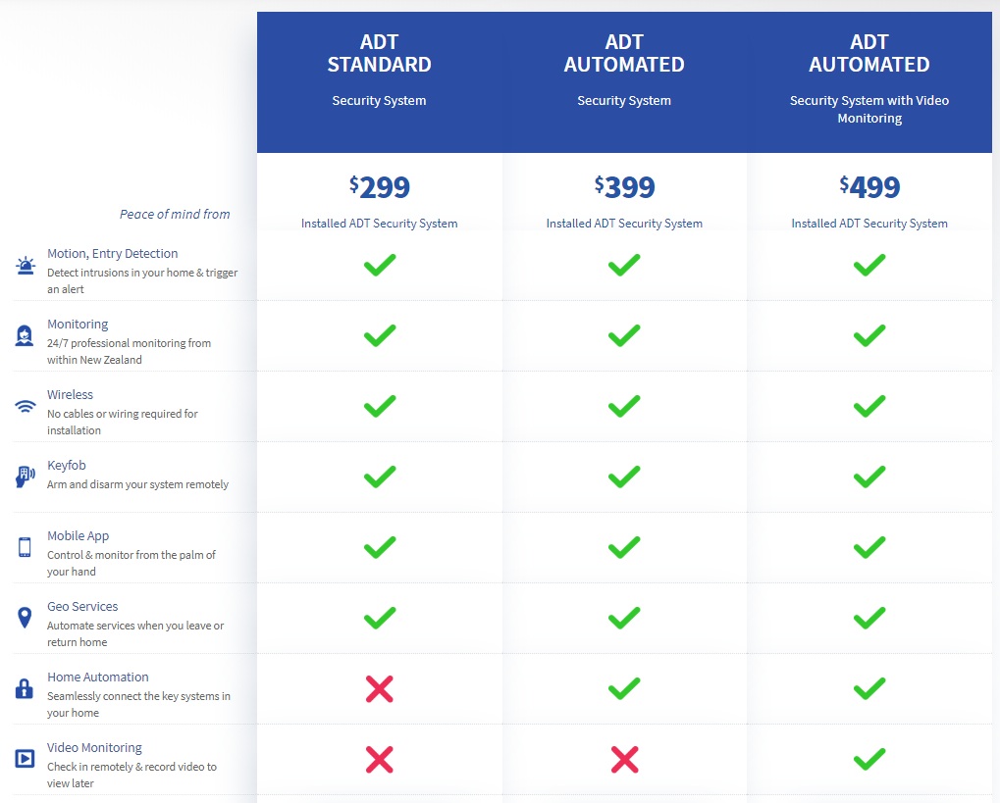 ADT
STANDARD
Security System
ADT
AUTOMATED
Security System
ADT
AUTOMATED
Security System with Video
Monitoring
Peace of mind from
$299
Installed ADT Security System
$399
Installed ADT Security System
$499
Installed ADT Security System
Motion, Entry Detection
Detect intrusions in your home & trigger
an alert
Monitoring
24/7 professional monitoring from
within New Zealand
Wireless
No cables or wiring required for
installation
Keyfob
Arm and disarm your system remotely
Mobile App
Control & monitor from the palm of
your hand
Geo Services
Automate services when you leave or
return home
Home Automation
Seamlessly connect the key systems in
your home
Video Monitoring
Check in remotely & record video to
view later